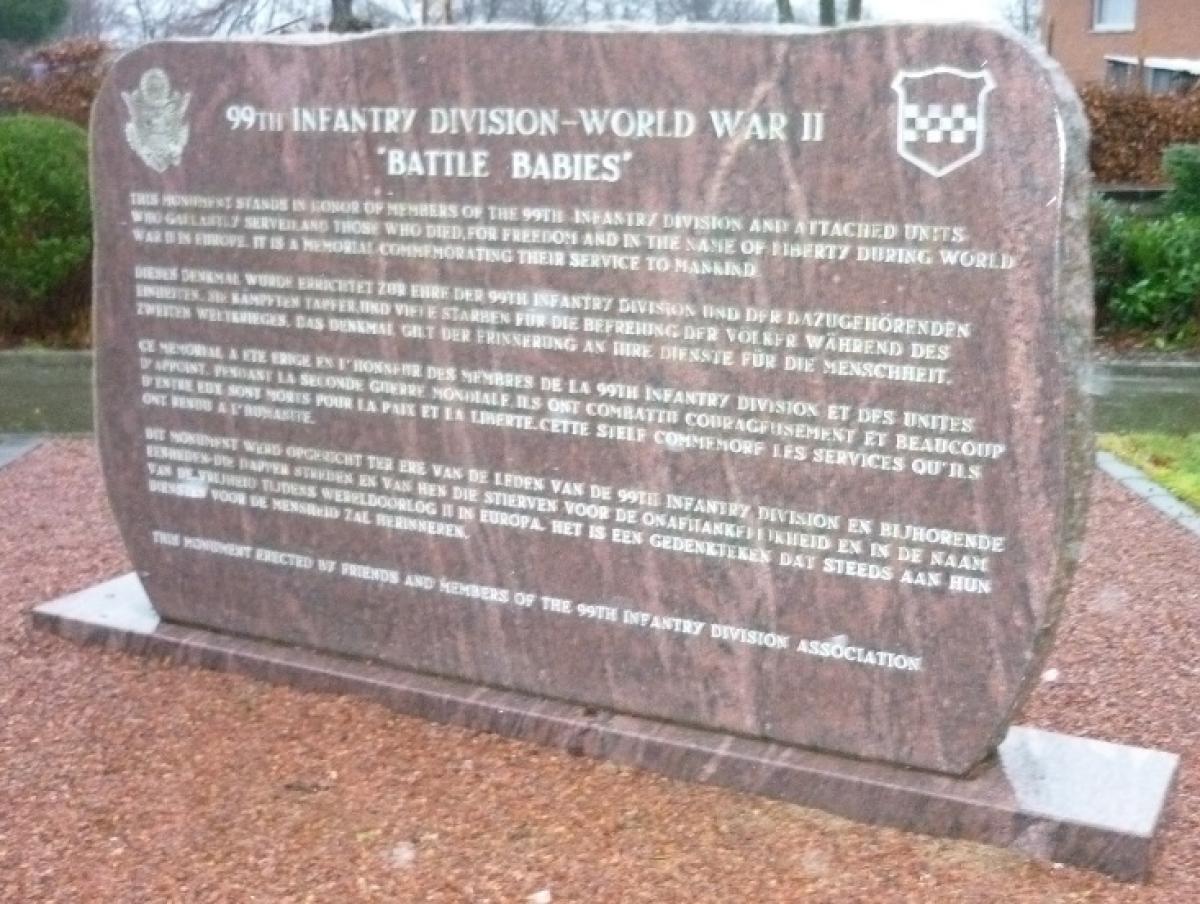 99TH INFANTRY DIVISION-WORLD WAR II
"BATTLE BABIES"
THIS MONUMENT STANDS IN HONOR OF MEMBERS OF THE 99TH INFANTRY DIVISION AND ATTACHED UNITS
WHO GALLANTLY SERVED, AND THOSE WHO DIED, FOR FREEDOM AND IN THE NAME OF LIBERTY DURING WORLD
WAR II IN EUROPE. IT IS A MEMORIAL COMMEMORATING THEIR SERVICE TO MANKIND
DIESES DENKMAL WURDE ERRICHTET ZUR EHRE DER 99TH INFANTRY DIVISION UND DER DAZUGEHÖRENDEN
EINHEITEN. SIE KÄMPFTEN TAPFER, UND VIELE STARBEN FÜR DIE BEFREIUNG DER VÖLKER WÄHREND DES
ZWEITEN WELTKRIEGES. DAS DENKMAL GILT DER ERINNERUNG AN IHRE DIENSTE FÜR DIE MENSCHHEIT.
CE MEMORIAL A ETE ERIGE EN L'HONNEUR DES MEMBRES DE LA 99TH INFANTRY DIVISION ET DES UNITES
D'APPOINT. PENDANT LA SECONDE GUERRE MONDIALE, ILS ONT COMBATTU COURAGEUSEMENT ET BEAUCOUP
D'ENTRE EUX SONT MORTS POUR LA PAIX ET LA LIBERTE. CETTE STELE COMMEMORE LES SERVICES QU'ILS
ONT RENDU A L'HUMANITE.
DIT MONUMENT WERD OPGERICHT TER ERE VAN DE LEDEN VAN DE 99TH INFANTRY DIVISION EN BIJHORENDE
EENHEDEN-DIE DAPPER STREDEN EN VAN HEN DIE STIERVEN VOOR DE ONAFHANKELIJKHEID EN IN DE NAAM
VAN DE VRIJHEID TIJDENS WERELDOORLOG II IN EUROPA. HET IS EEN GEDENKTEKEN DAT STEEDS AAN HUN
DIENSTEN VOOR DE MENSHEID ZAL HERINNEREN.
THIS MONUMENT ERECTED BY FRIENDS AND MEMBERS OF THE 99TH INFANTRY DIVISION ASSOCIATION